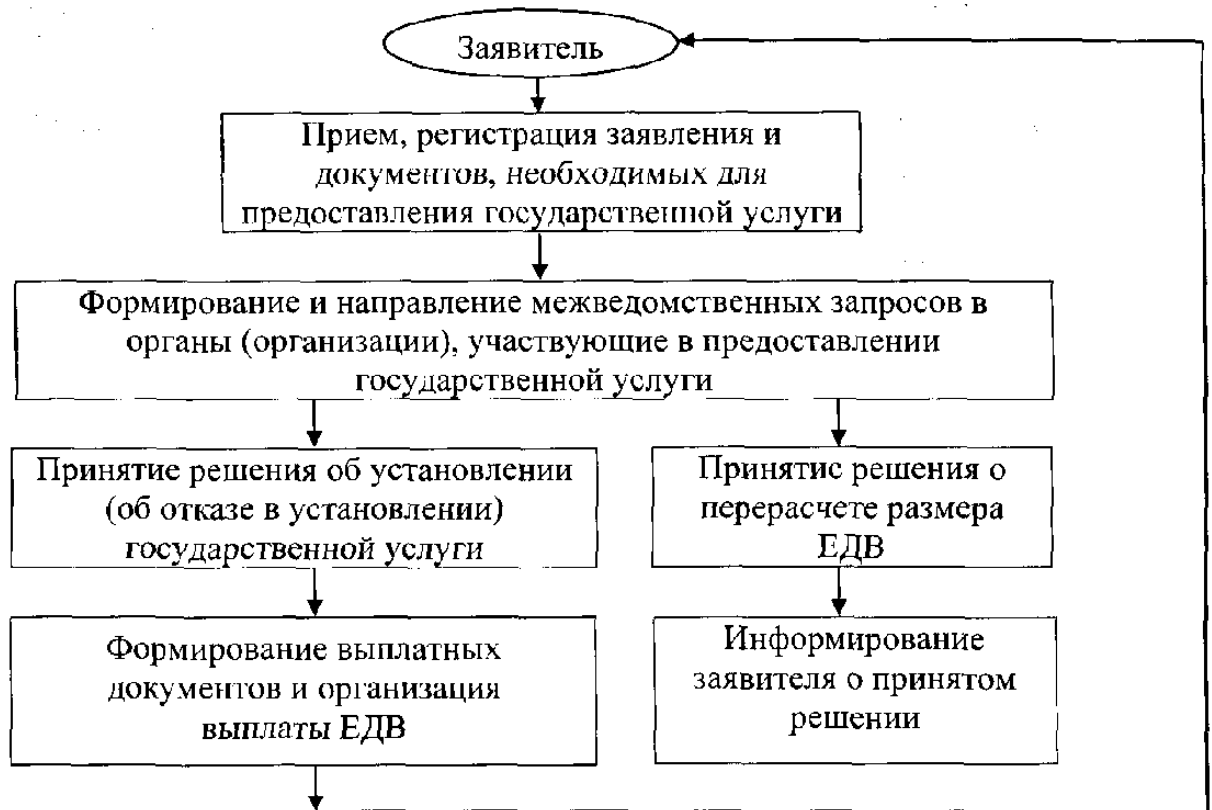 Заявитель
Прием, регистрация заявления и
документов, необходимых для
предоставления государственной услуги
Формирование и направление межведомственных запросов в
органы (организации), участвующие в предоставлении
государственной услуги
Принятие решения об установлении
(об отказе в установлении)
государственной услуги
Принятие решения о
перерасчете размера
ЕДВ
Формирование выплатных
документов и организация
выплаты ЕДВ
Информирование
заявителя о принятом
решении